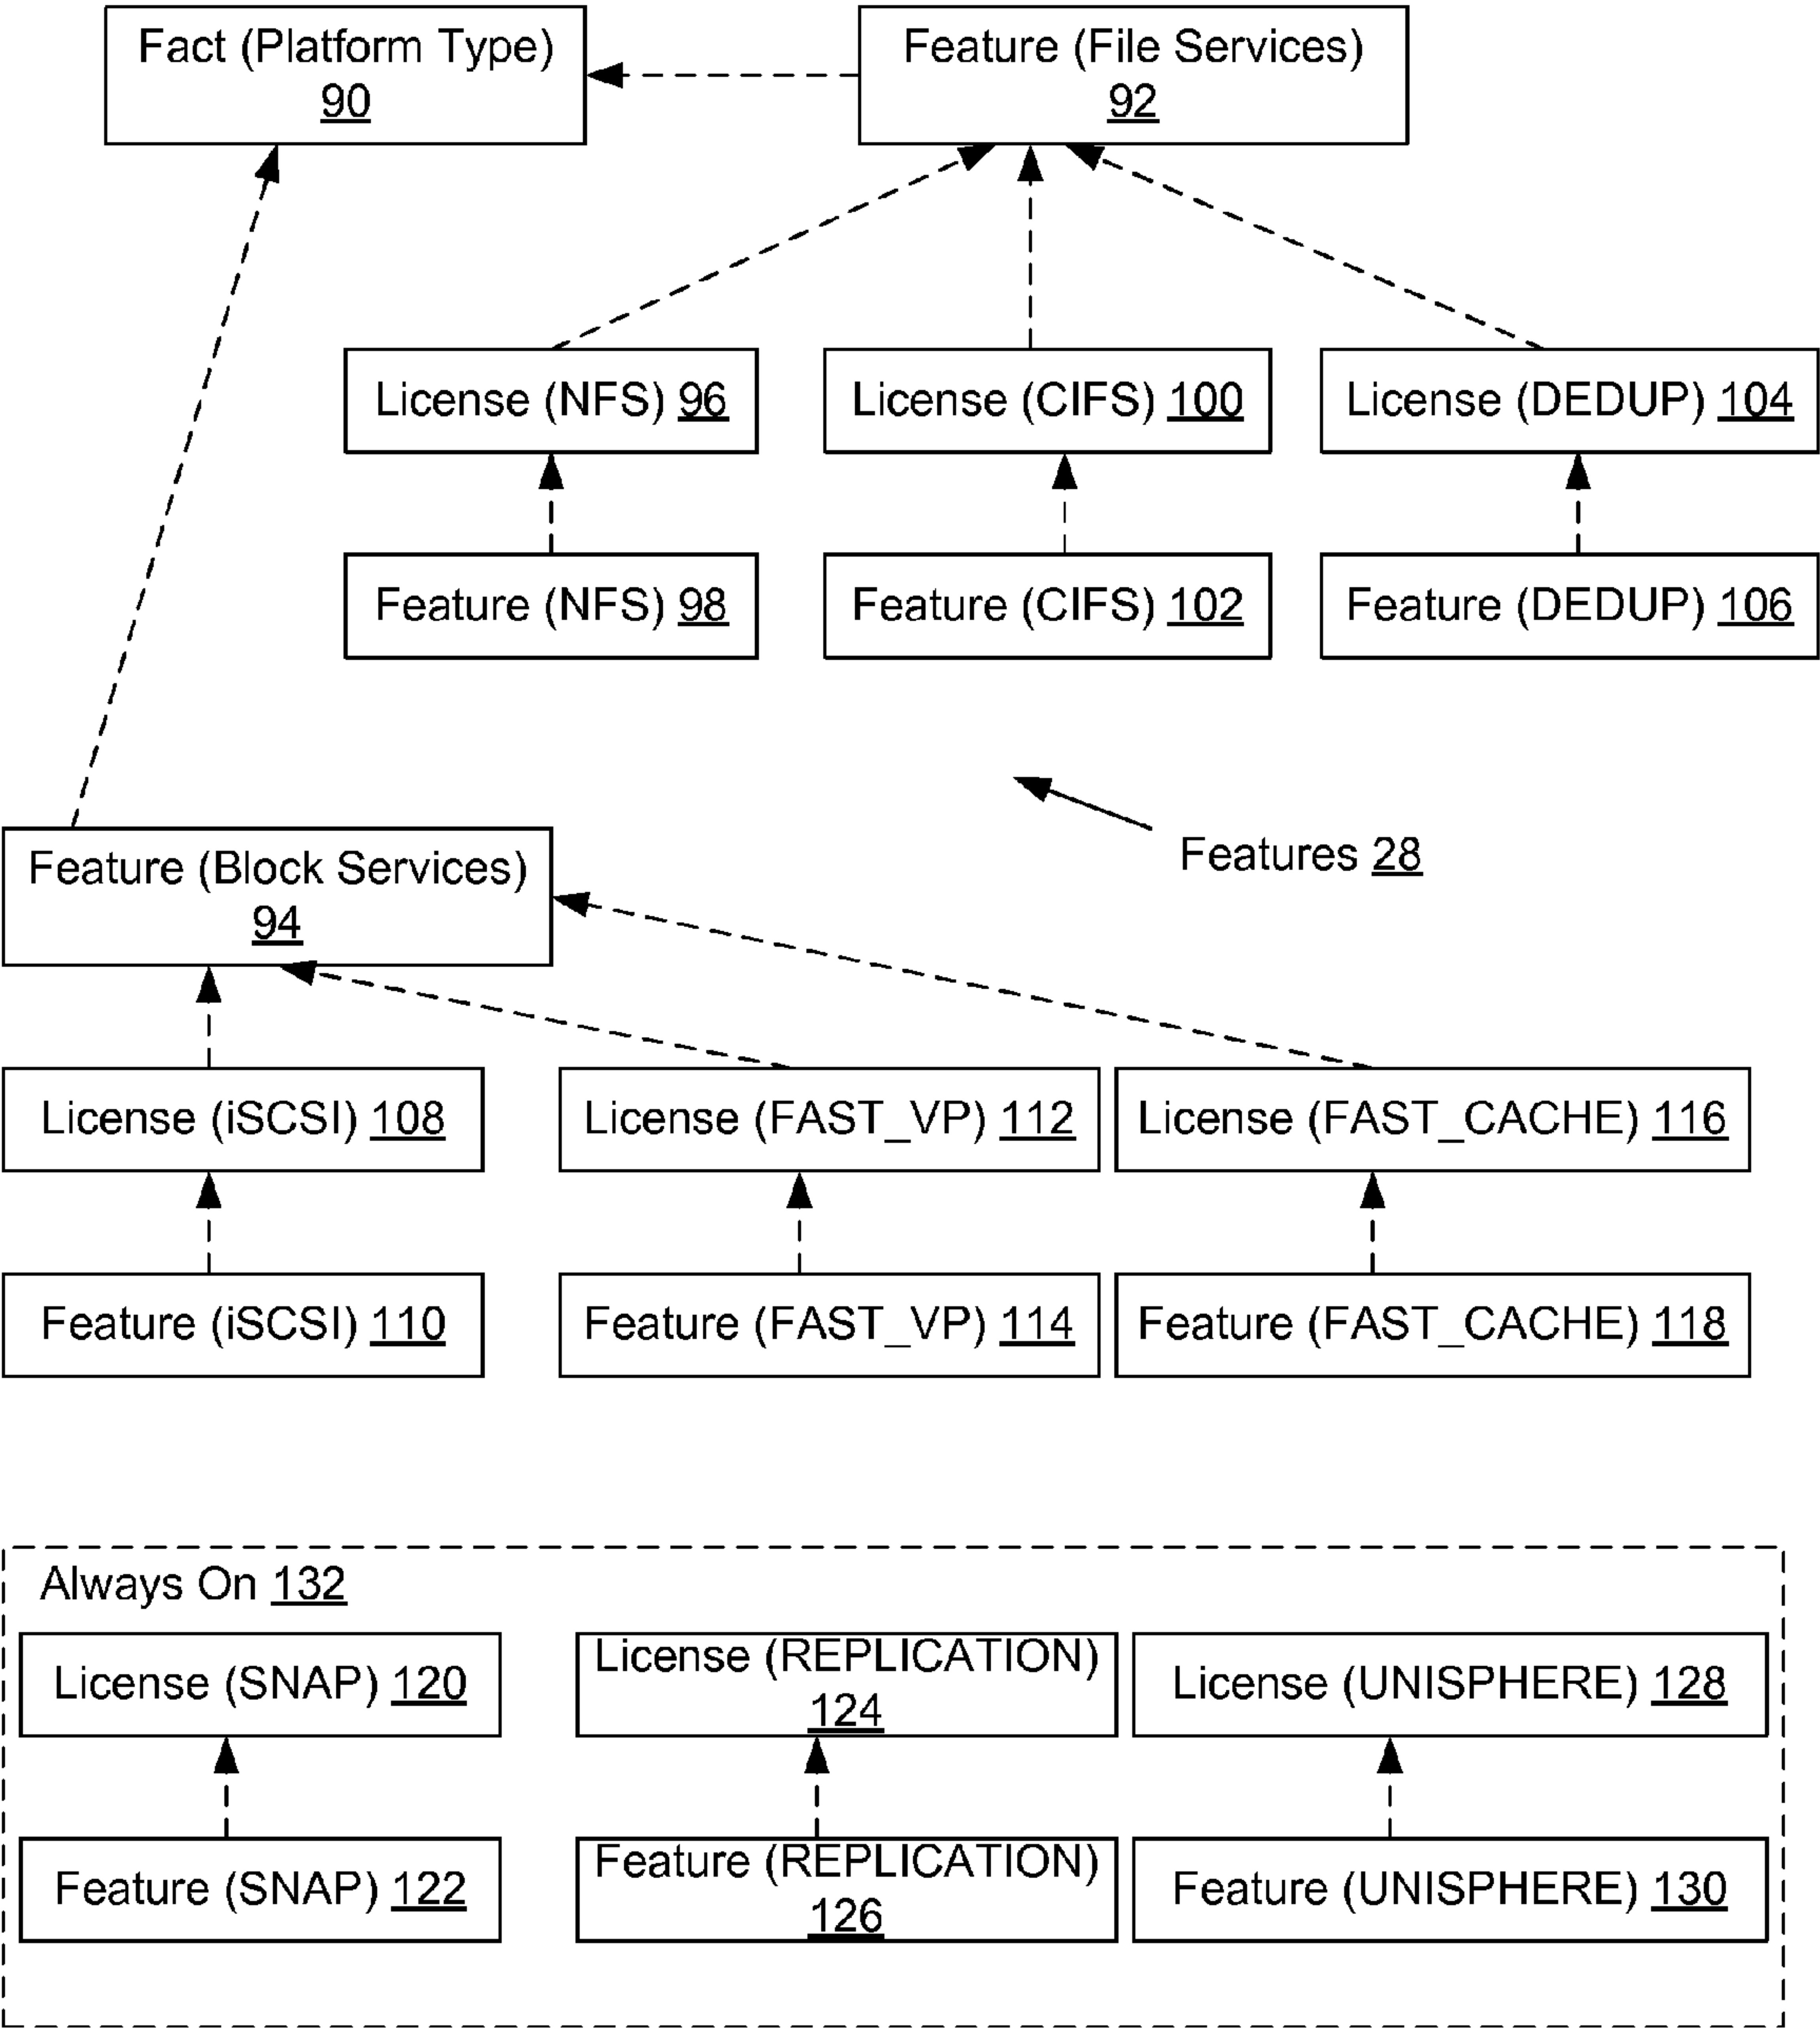 Fact (Platform Type)
90
Feature (File Services)
92
License (NFS) 96
License (CIFS) 100
License (DEDUP) 104
Feature (NFS) 98
Feature (CIFS) 102
Feature (DEDUP) 106
Features 28
Feature (Block Services)
94
License (iSCSI) 108
License (FAST_VP) 112
License (FAST_CACHE) 116
Feature (iSCSI) 110
Feature (FAST_VP) 114
Feature (FAST_CACHE) 118
Always On 132
License (SNAP) 120
License (REPLICATION)
124
License (UNISPHERE) 128
Feature (SNAP) 122
Feature (REPLICATION)
126
Feature (UNISPHERE) 130